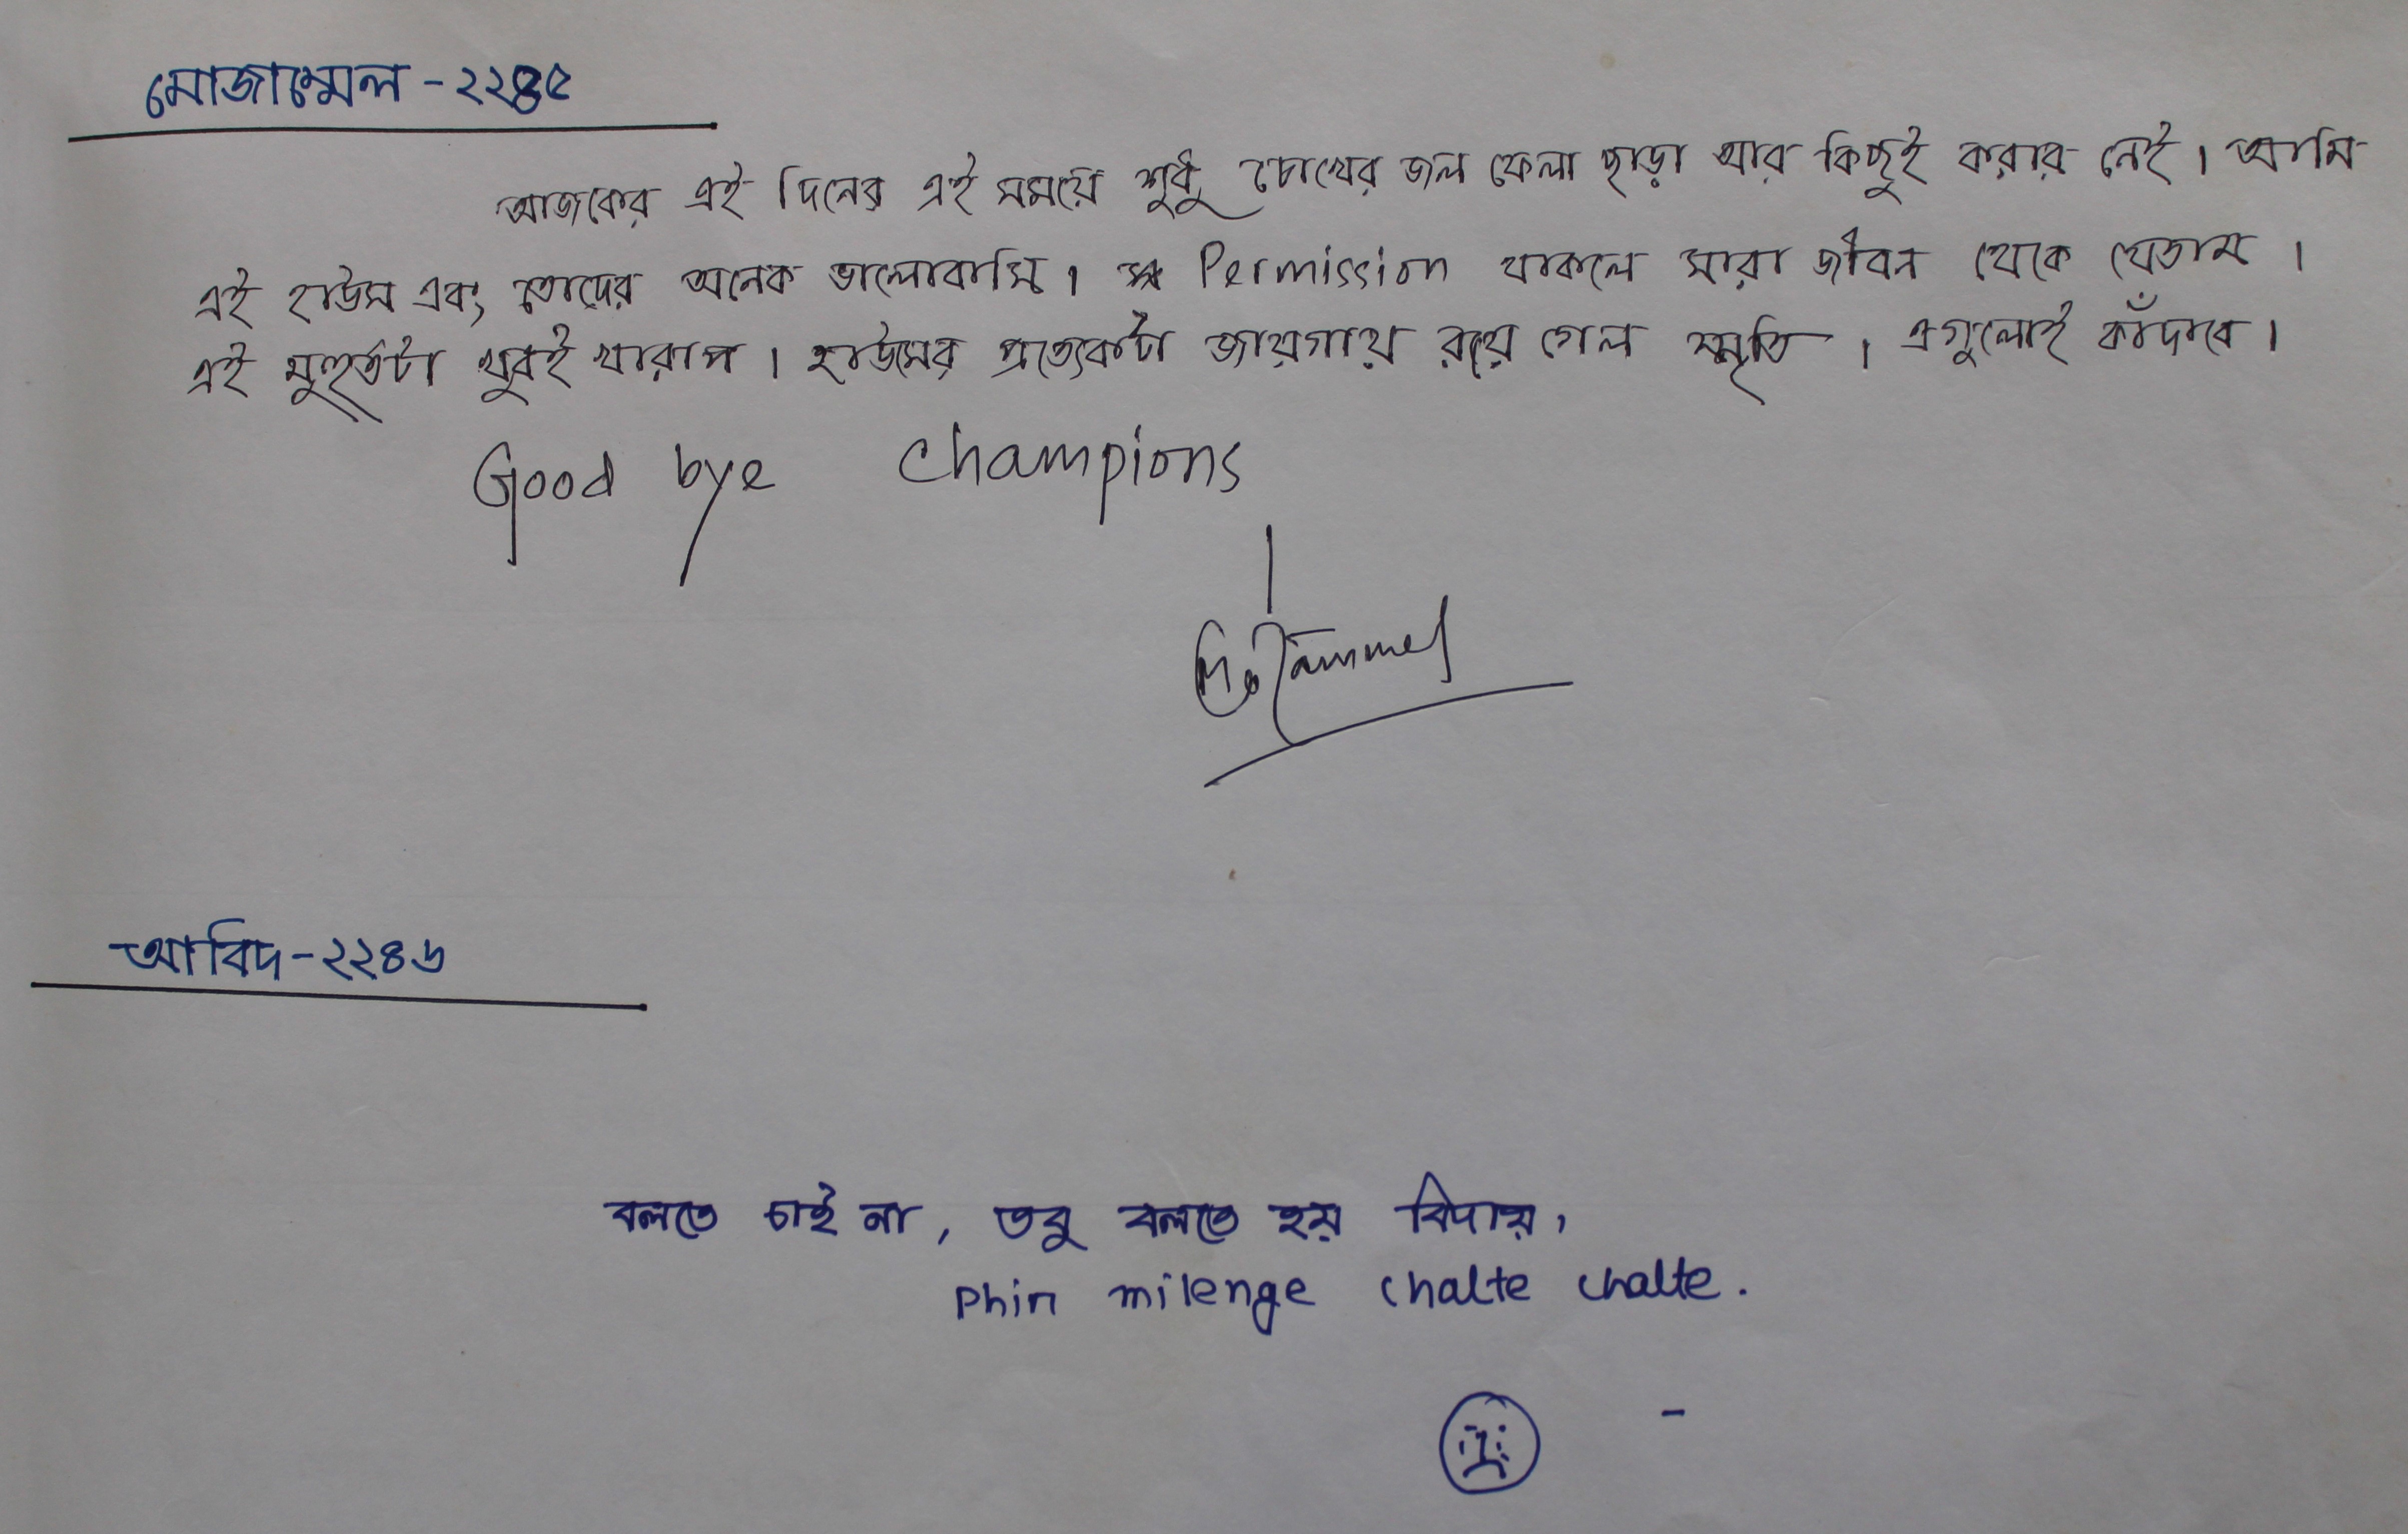 মোজাম্মেল - ২২৪৫
আজকের এই দিনের এই সময়ে শুধু চোখের জল ফেলা ছাড়া আর কিছুই করার নেই। আমি
এই হাউস এবং তোদের অনেক ভালোবাসি। Permission থাকলে সারা জীবন থেকে যেতাম।
এই মুহুর্তটা খুবই খারাপ। হাউসের প্রত্যেকটা জায়গায় রয়ে গেল স্মৃতি। এগুলোই কাঁদাবে।
Good bye Champions
Mozammel
আবিদ - ২২৪৬
বলতে চাই না, তবু বলতে হয় বিদায়,
Phir milenge chalte chalte.